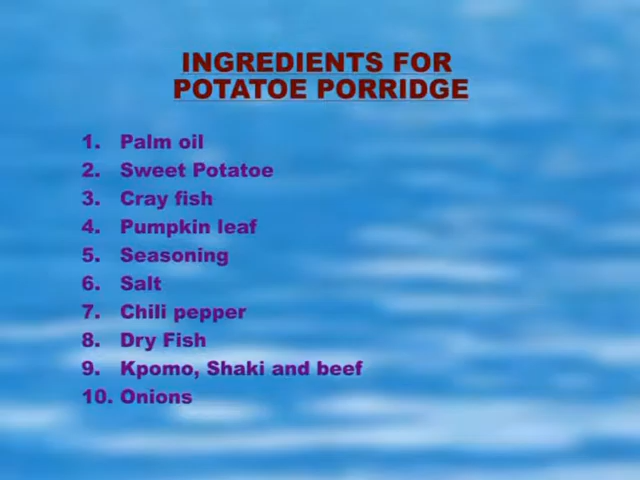 INGREDIENTS FOR
POTATOE PORRIDGE
1. Palm oil
2. Sweet Potatoe
3. Cray fish
4. Pumpkin leaf
5. Seasoning
6. Salt
7. Chili pepper
8. Dry Fish
9. Kpomo, Shaki and beef
10. Onions